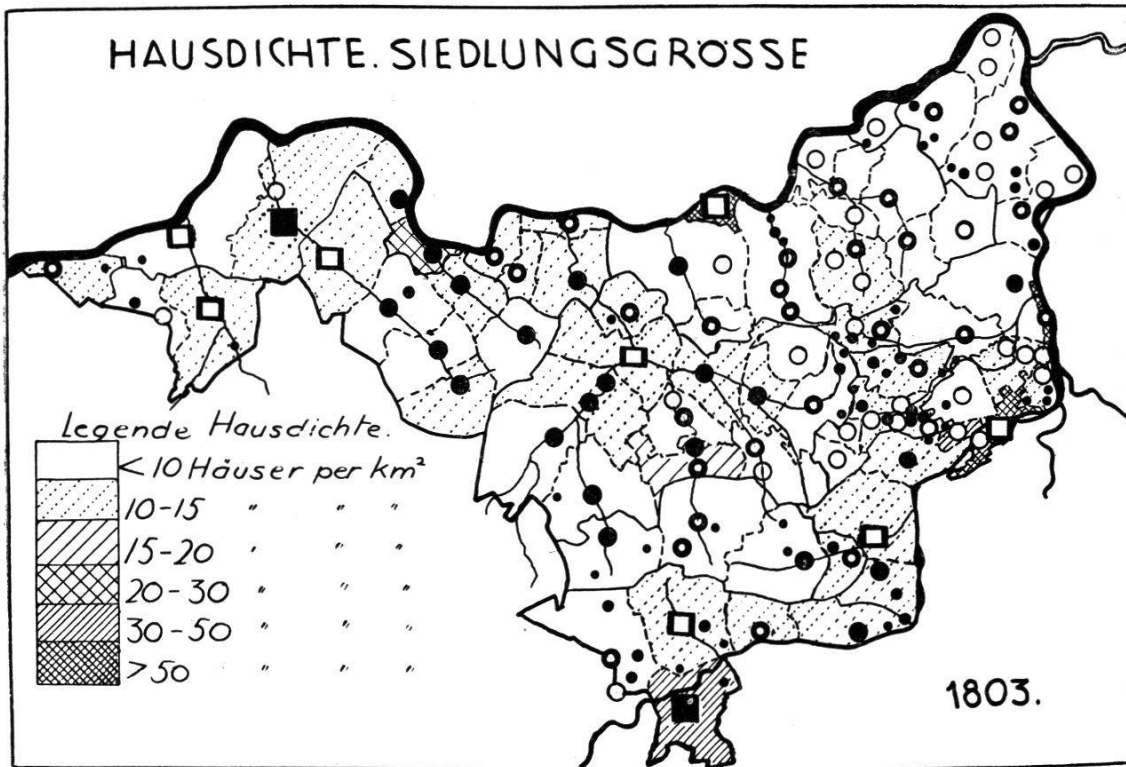 HAUSDICHTE. SIEDLUNGSGRÖSSE
Legende Hausdichte.
< 10 Häuser per km²
10-15 " " "
15-20 " " "
20-30 " " "
30-50 " " "
>50 " " "
1803.